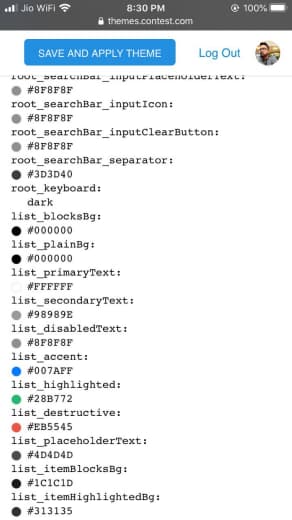 Jio WiFi
8:30 PM
100%
themes.contest.com
SAVE AND APPLY THEME
Log Out
root_searchBar_inputPlaceholderText:
#8F8F8F
root_searchBar_inputIcon:
#8F8F8F
root_searchBar_inputClearButton:
#8F8F8F
root_searchBar_separator:
#3D3D40
root_keyboard:
dark
list_blocksBg:
#000000
list_plainBg:
#000000
list_primaryText:
#FFFFFF
list_secondaryText:
#98989E
list_disabledText:
#8F8F8F
list_accent:
#007AFF
list_highlighted:
#28B772
list_destructive:
#EB5545
list_placeholderText:
#4D4D4D
list_itemBlocksBg:
#1C1C1D
list_itemHighlightedBg:
#313135